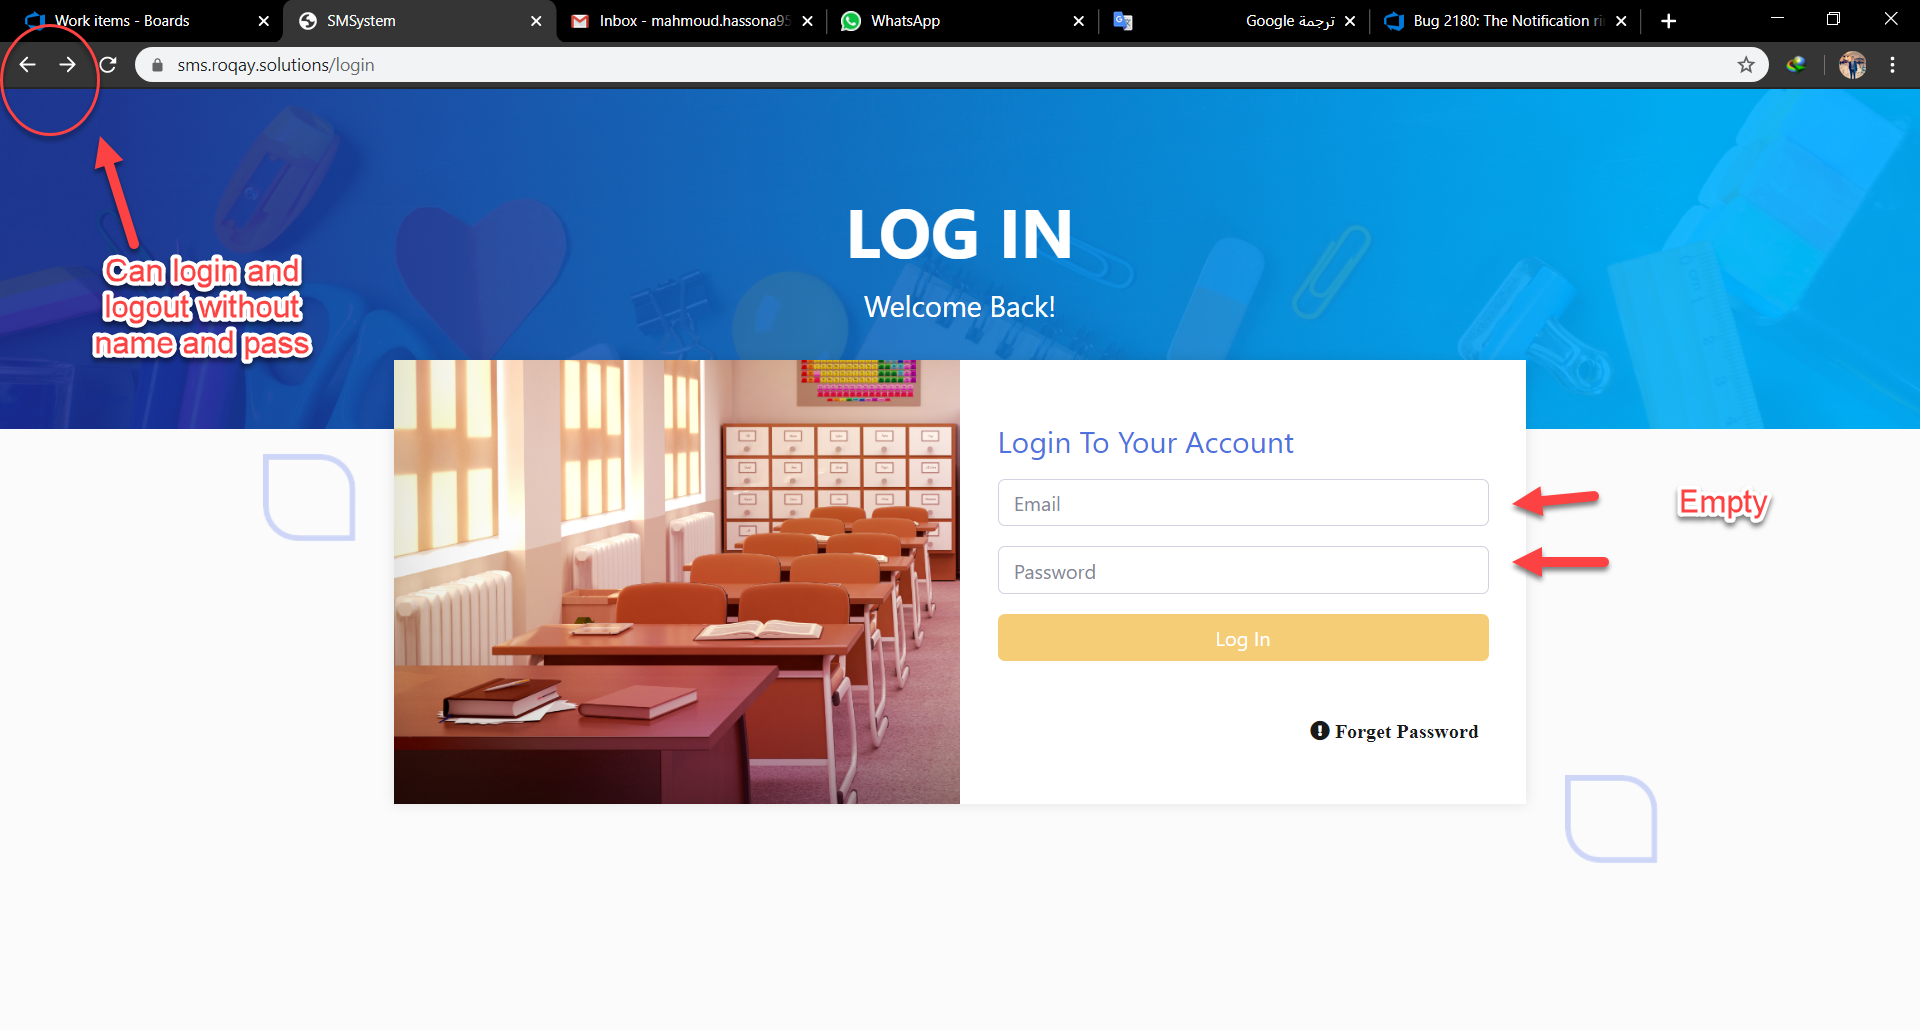 Work items - Boards
SMSystem
Inbox - mahmoud.hassona95
WhatsApp
ترجمة Google
Bug 2180: The Notification ri
sms.roqay.solutions/login
LOG IN
Welcome Back!
Can login and
logout without
name and pass
Login To Your Account
Email
Empty
Password
Log In
Forget Password